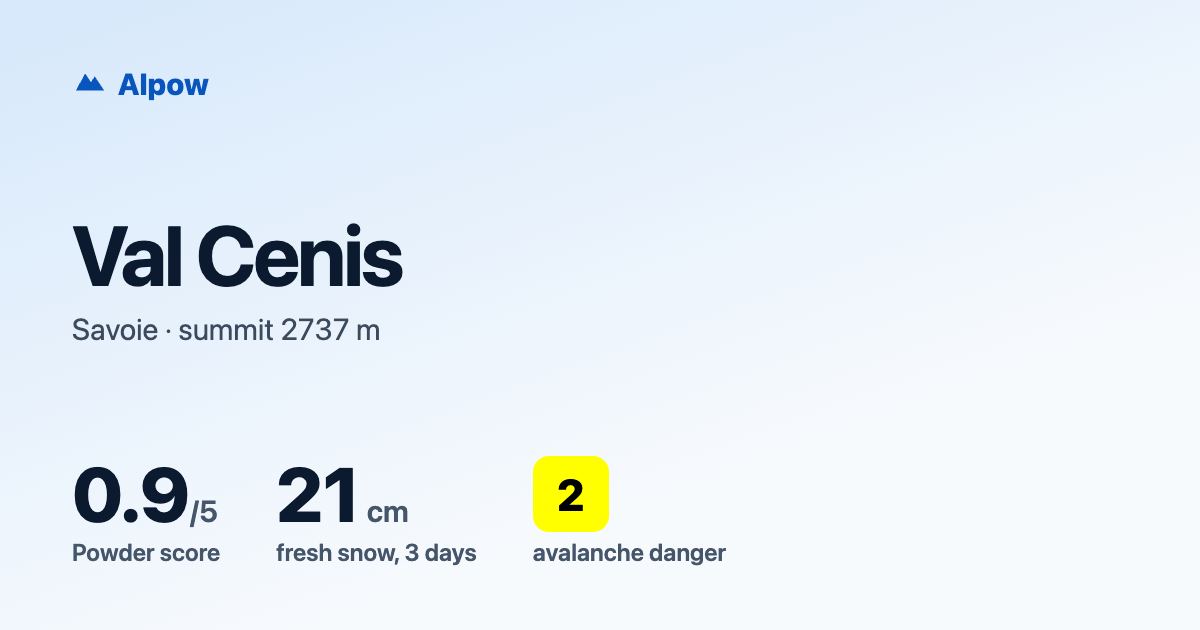 Alpow
Val Cenis
Savoie · summit 2737 m
0.9/5
Powder score
21 cm
fresh snow, 3 days
2
avalanche danger